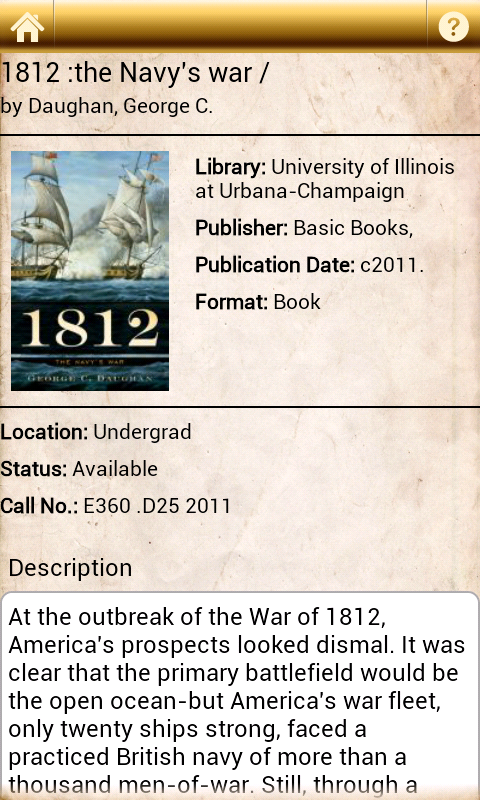 ?
1812 :the Navy's war /
by Daughan, George C.
1812
THE NAVY'S WAR
GEORGE C. DAUGHAN
Library: University of Illinois
at Urbana-Champaign
Publisher: Basic Books,
Publication Date: c2011.
Format: Book
Location: Undergrad
Status: Available
Call No.: E360 .D25 2011
Description
At the outbreak of the War of 1812,
America's prospects looked dismal. It was
clear that the primary battlefield would be
the open ocean-but America's war fleet,
only twenty ships strong, faced a
practiced British navy of more than a
thousand men-of-war. Still, through a